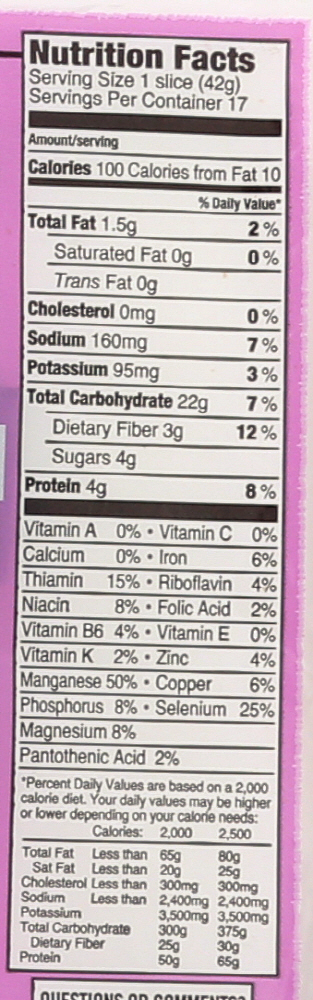 Nutrition Facts
Serving Size 1 slice (42g)
Servings Per Container 17
Amount/serving
Calories 100 Calories from Fat 10
% Daily Value*
Total Fat 1.5g 2%
Saturated Fat 0g 0%
Trans Fat 0g
Cholesterol 0mg 0%
Sodium 160mg 7%
Potassium 95mg 3%
Total Carbohydrate 22g 7%
Dietary Fiber 3g 12%
Sugars 4g
Protein 4g 8%
Vitamin A 0% • Vitamin C 0%
Calcium 0% • Iron 6%
Thiamin 15% • Riboflavin 4%
Niacin 8% • Folic Acid 2%
Vitamin B6 4% • Vitamin E 0%
Vitamin K 2% • Zinc 4%
Manganese 50% • Copper 6%
Phosphorus 8% • Selenium 25%
Magnesium 8%
Pantothenic Acid 2%
*Percent Daily Values are based on a 2,000
calorie diet. Your daily values may be higher
or lower depending on your calorie needs:
Calories: 2,000 2,500
Total Fat Less than 65g 80g
Sat Fat Less than 20g 25g
Cholesterol Less than 300mg 300mg
Sodium Less than 2,400mg 2,400mg
Potassium 3,500mg 3,500mg
Total Carbohydrate 300g 375g
Dietary Fiber 25g 30g
Protein 50g 65g
QUESTIONS OR COMMENTS?